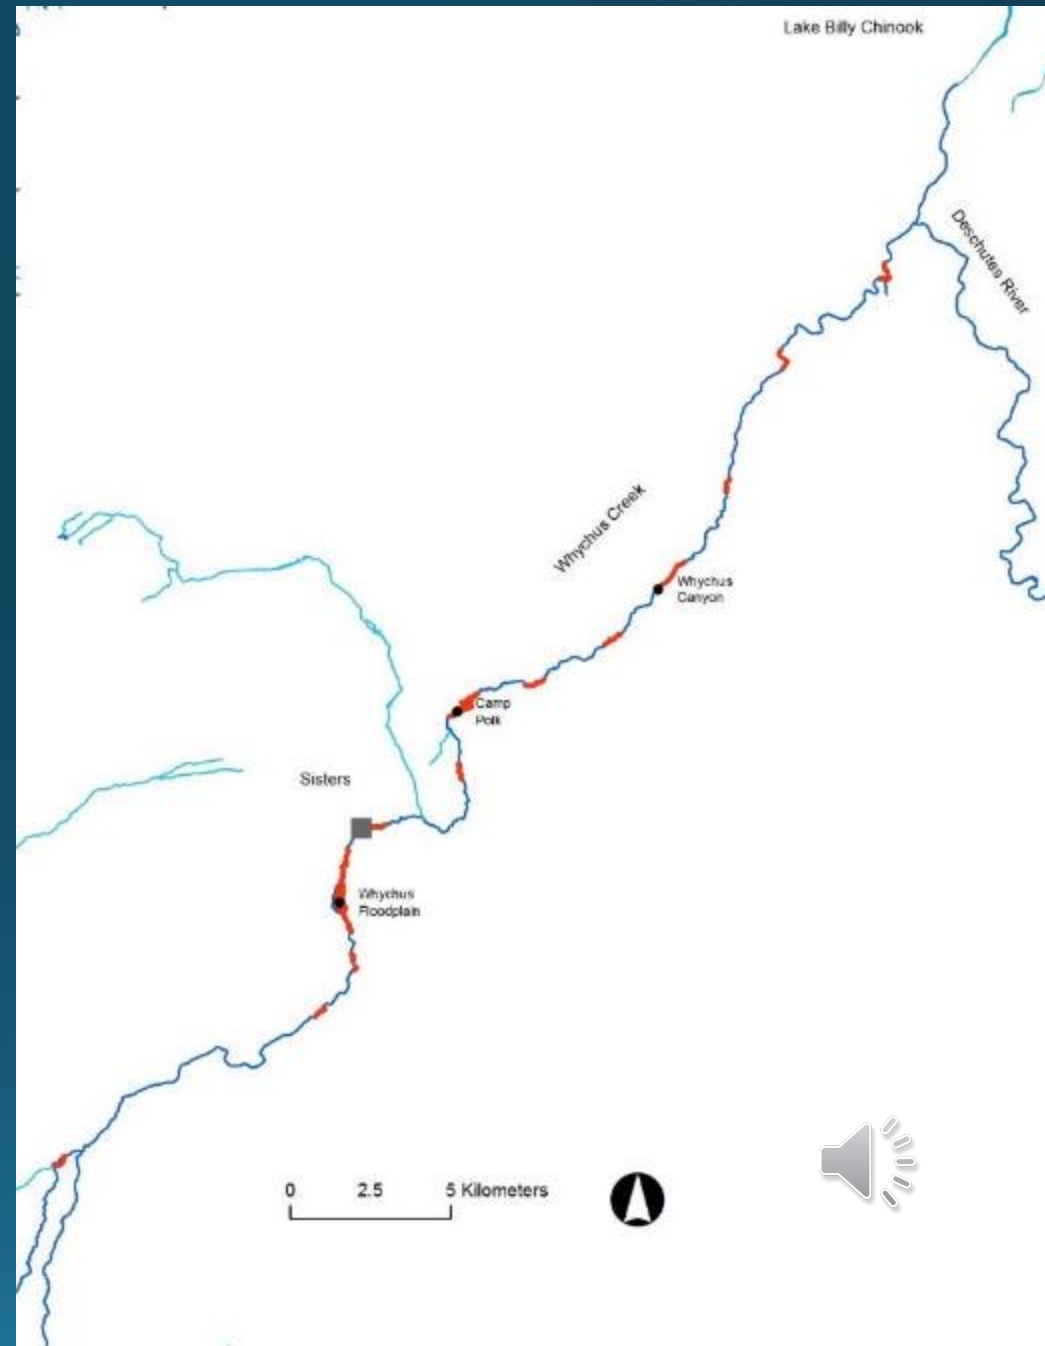 Lake Billy Chinook
Deschutes River
Whychus Creek
Whychus
Canyon
Camp
Polk
Sisters
Whychus
Floodplain
0 2.5 5 Kilometers